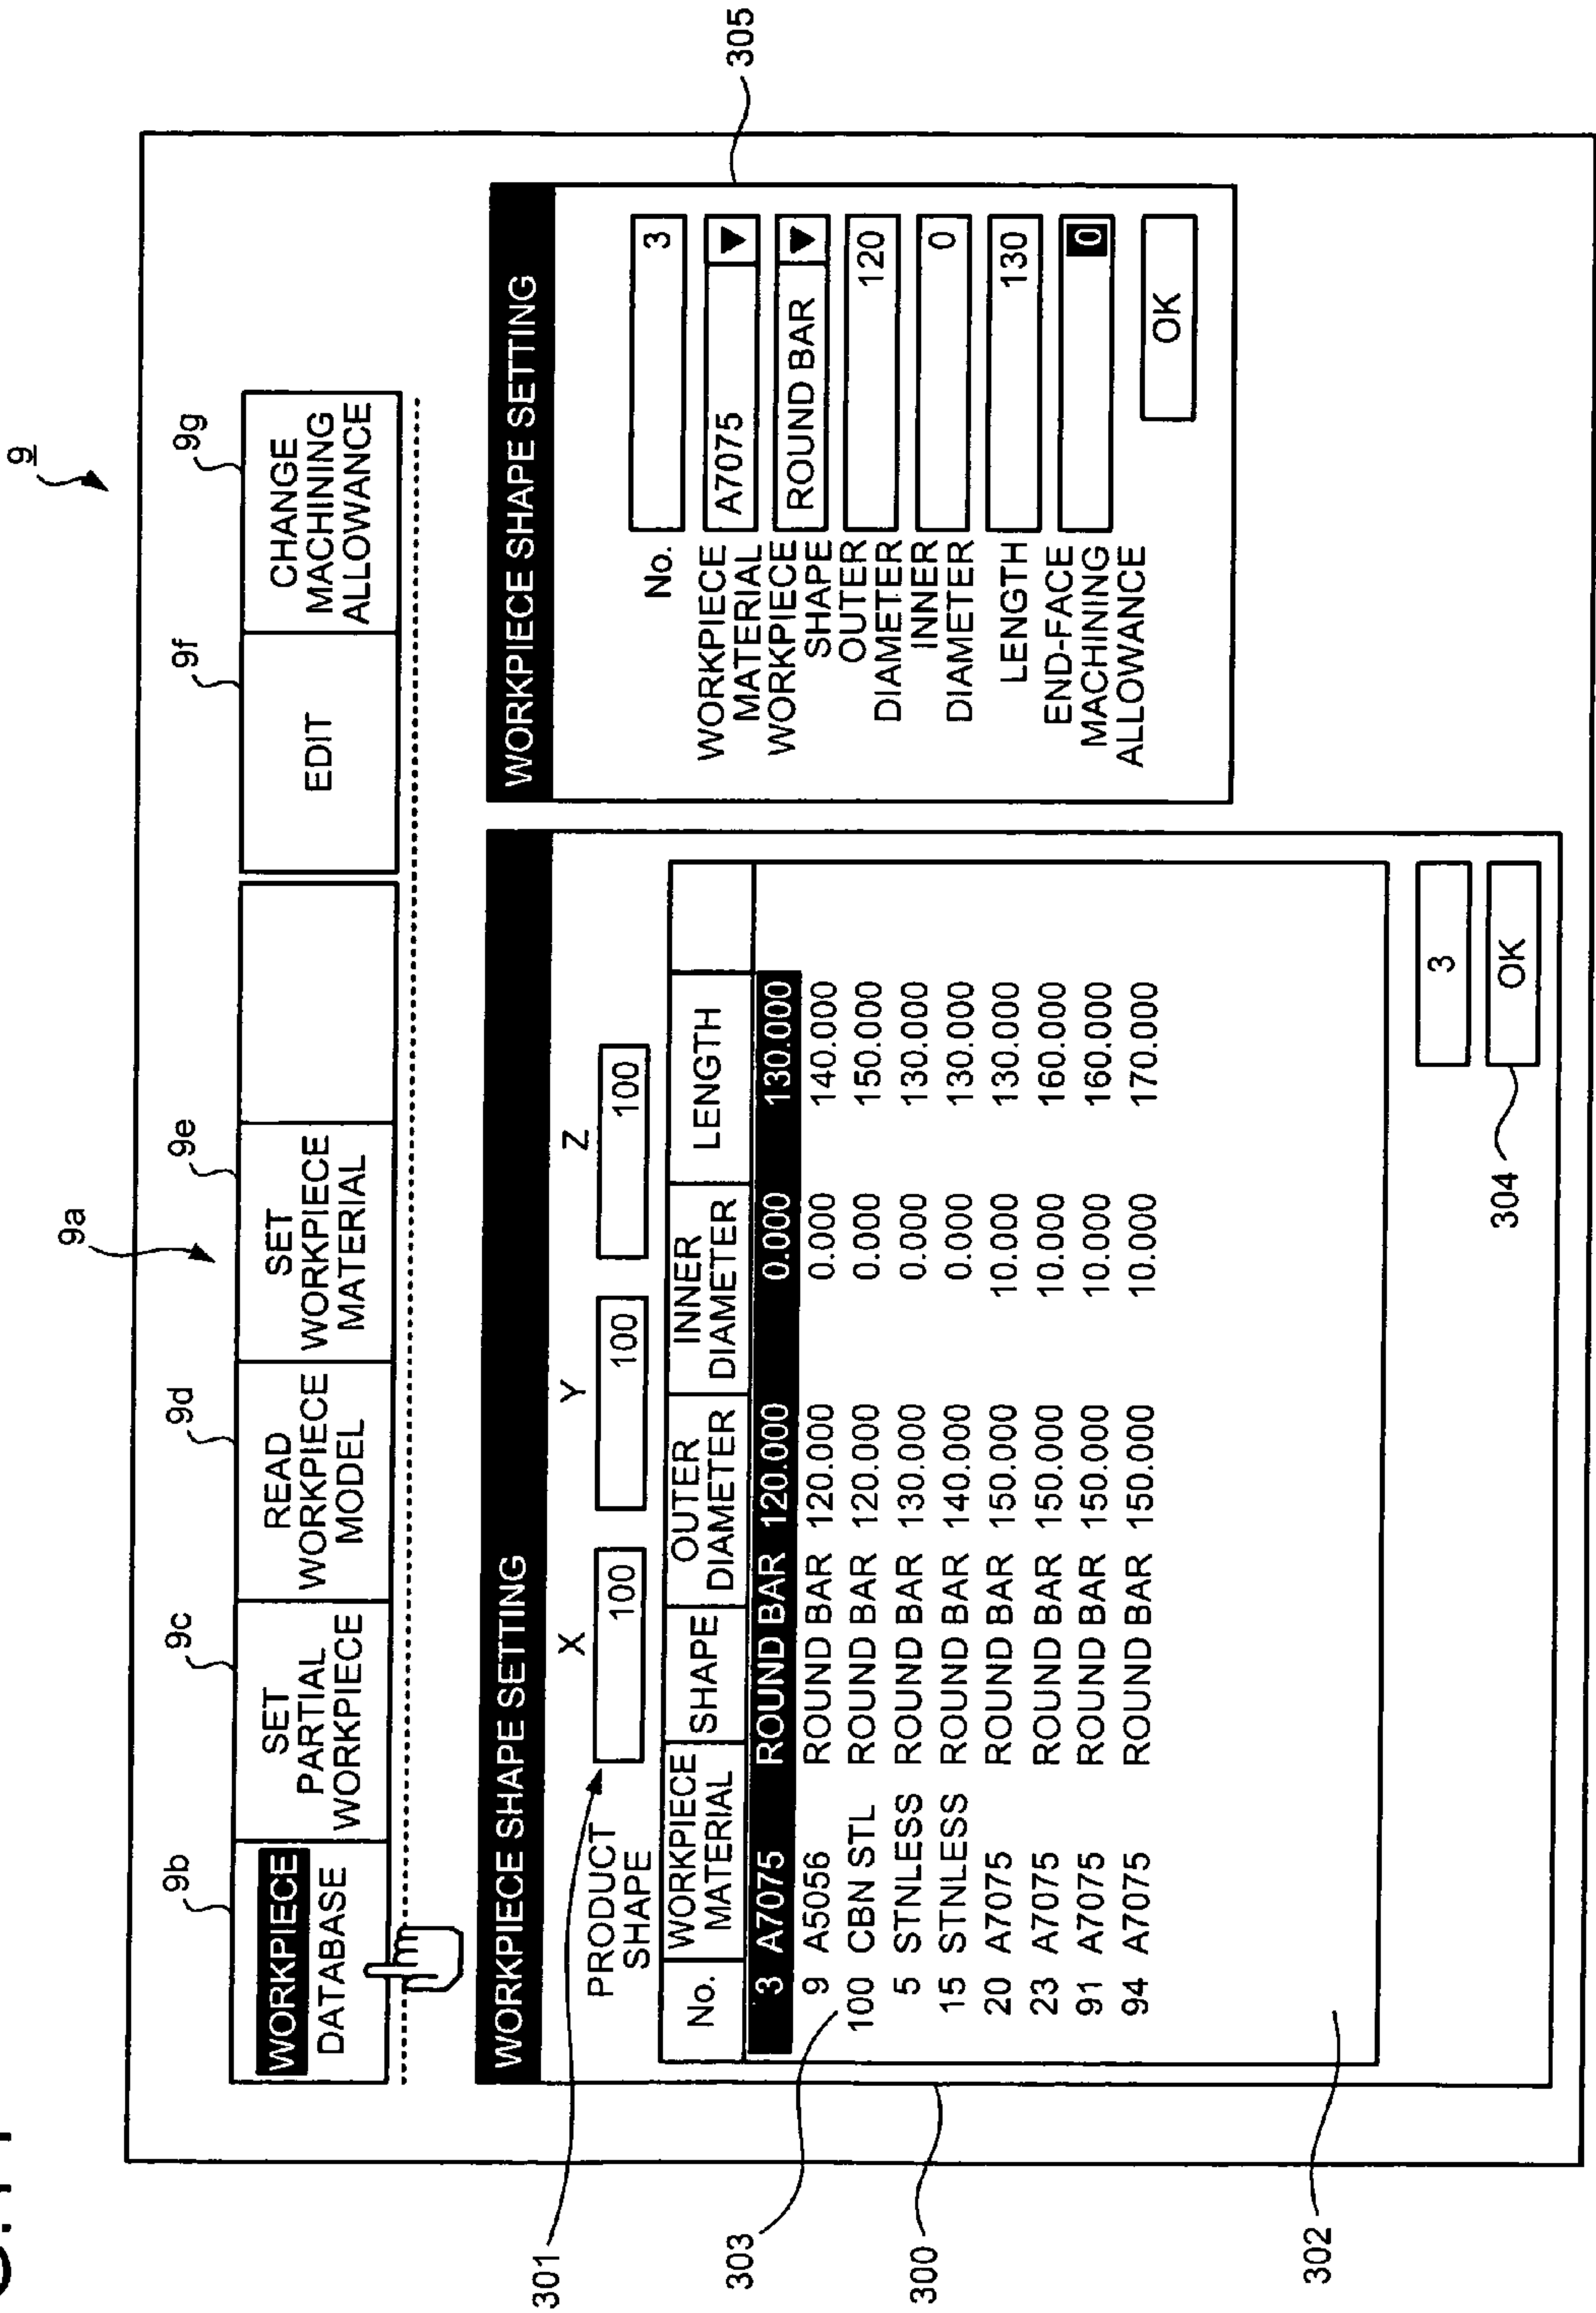 9
9a
9b
9c
9d
9e
9f
9g
WORKPIECE
DATABASE
SET
PARTIAL
WORKPIECE
READ
WORKPIECE
MODEL
SET
WORKPIECE
MATERIAL
EDIT
CHANGE
MACHINING
ALLOWANCE
WORKPIECE SHAPE SETTING
X Y Z
PRODUCT
SHAPE
100 100 100
No. WORKPIECE MATERIAL SHAPE OUTER DIAMETER INNER DIAMETER LENGTH
3 A7075 ROUND BAR 120.000 0.000 130.000
9 A5056 ROUND BAR 120.000 0.000 140.000
100 CBN STL ROUND BAR 120.000 0.000 150.000
5 STNLESS ROUND BAR 130.000 0.000 130.000
15 STNLESS ROUND BAR 140.000 0.000 130.000
20 A7075 ROUND BAR 150.000 10.000 130.000
23 A7075 ROUND BAR 150.000 10.000 160.000
91 A7075 ROUND BAR 150.000 10.000 160.000
94 A7075 ROUND BAR 150.000 10.000 170.000
3
OK
WORKPIECE SHAPE SETTING
No. 3
WORKPIECE
MATERIAL A7075 ▼
WORKPIECE
SHAPE ROUND BAR ▼
OUTER
DIAMETER 120
INNER
DIAMETER 0
LENGTH 130
END-FACE
MACHINING
ALLOWANCE 0
OK
301
303
300
302
304
305